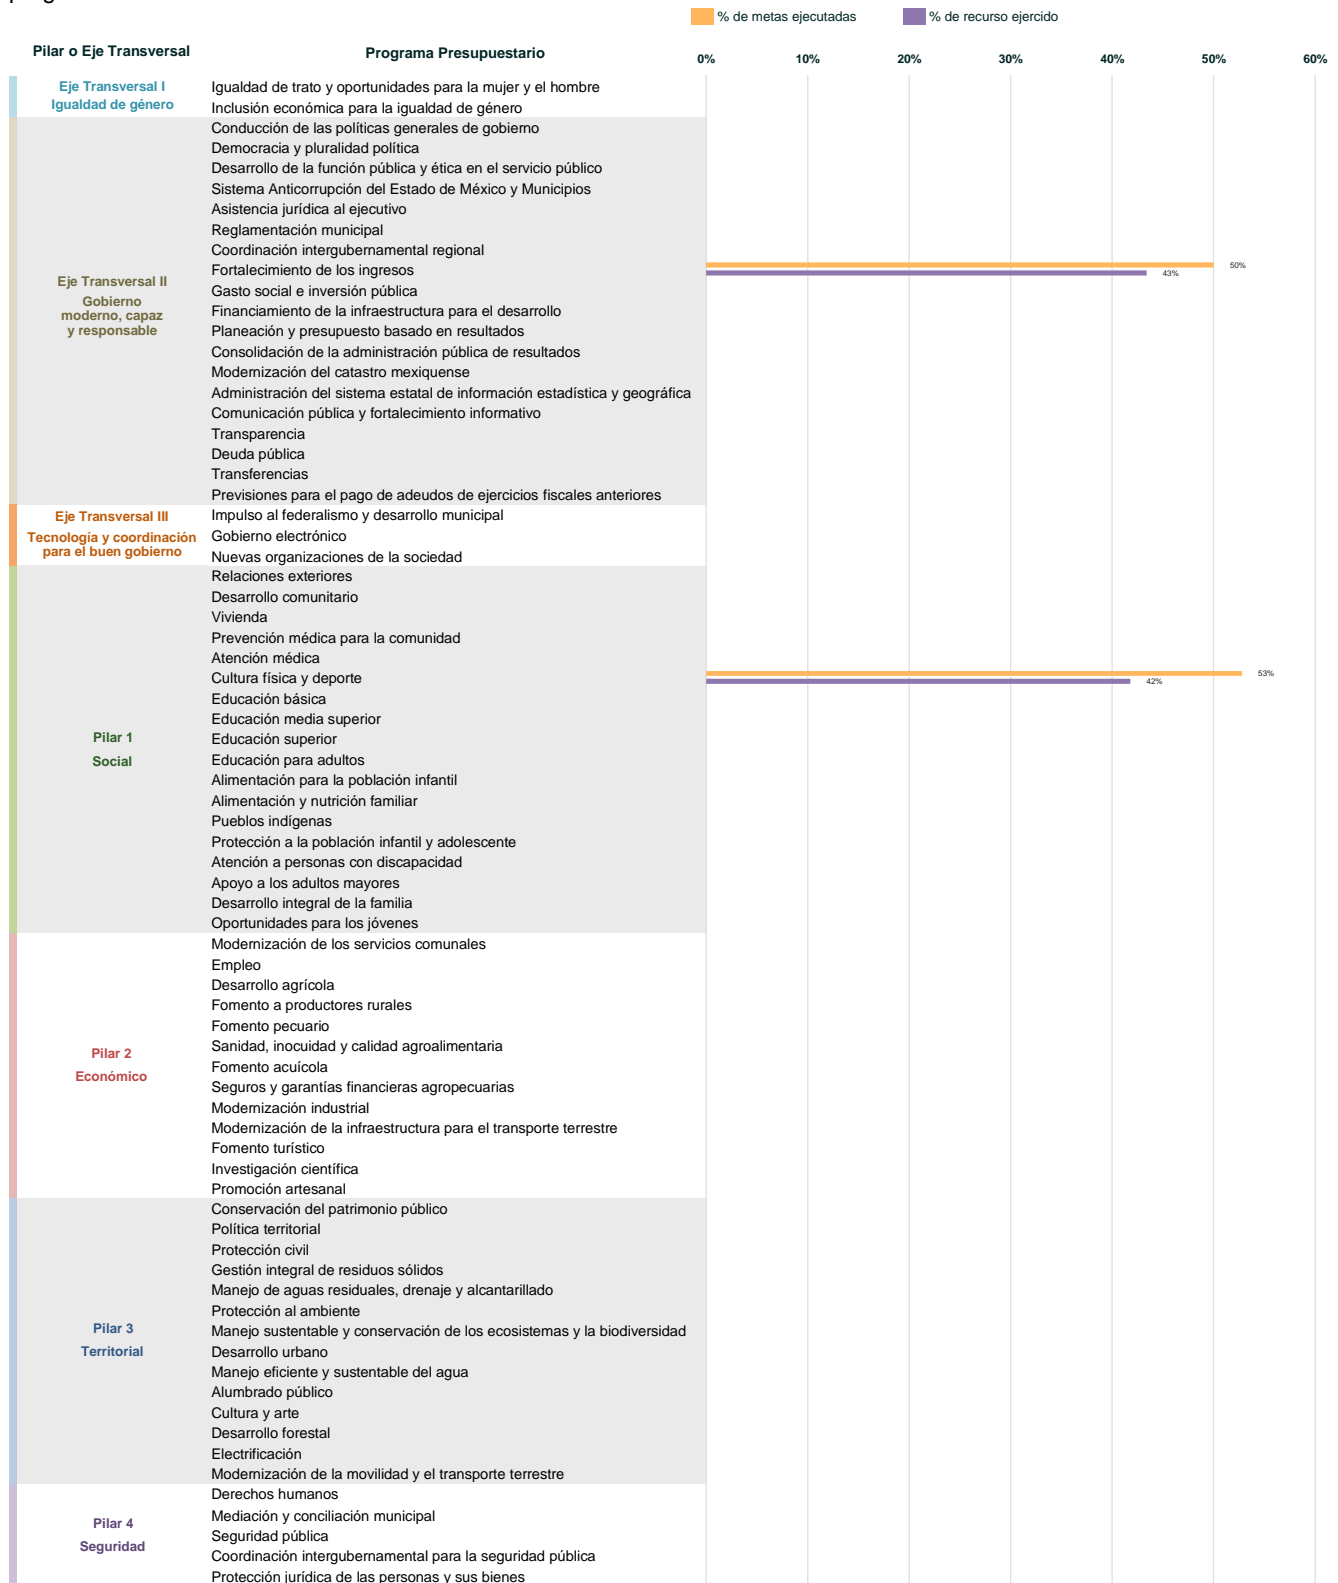 % de metas ejecutadas % de recurso ejercido
Pilar o Eje Transversal Programa Presupuestario 0% 10% 20% 30% 40% 50% 60%
Eje Transversal I
Igualdad de género
Igualdad de trato y oportunidades para la mujer y el hombre
Inclusión económica para la igualdad de género
Eje Transversal II
Gobierno
moderno, capaz
y responsable
Conducción de las políticas generales de gobierno
Democracia y pluralidad política
Desarrollo de la función pública y ética en el servicio público
Sistema Anticorrupción del Estado de México y Municipios
Asistencia jurídica al ejecutivo
Reglamentación municipal
Coordinación intergubernamental regional
Fortalecimiento de los ingresos
50%
43%
Gasto social e inversión pública
Financiamiento de la infraestructura para el desarrollo
Planeación y presupuesto basado en resultados
Consolidación de la administración pública de resultados
Modernización del catastro mexiquense
Administración del sistema estatal de información estadística y geográfica
Comunicación pública y fortalecimiento informativo
Transparencia
Deuda pública
Transferencias
Previsiones para el pago de adeudos de ejercicios fiscales anteriores
Eje Transversal III
Tecnología y coordinación
para el buen gobierno
Impulso al federalismo y desarrollo municipal
Gobierno electrónico
Nuevas organizaciones de la sociedad
Pilar 1
Social
Relaciones exteriores
Desarrollo comunitario
Vivienda
Prevención médica para la comunidad
Atención médica
Cultura física y deporte
53%
42%
Educación básica
Educación media superior
Educación superior
Educación para adultos
Alimentación para la población infantil
Alimentación y nutrición familiar
Pueblos indígenas
Protección a la población infantil y adolescente
Atención a personas con discapacidad
Apoyo a los adultos mayores
Desarrollo integral de la familia
Oportunidades para los jóvenes
Pilar 2
Económico
Modernización de los servicios comunales
Empleo
Desarrollo agrícola
Fomento a productores rurales
Fomento pecuario
Sanidad, inocuidad y calidad agroalimentaria
Fomento acuícola
Seguros y garantías financieras agropecuarias
Modernización industrial
Modernización de la infraestructura para el transporte terrestre
Fomento turístico
Investigación científica
Promoción artesanal
Pilar 3
Territorial
Conservación del patrimonio público
Política territorial
Protección civil
Gestión integral de residuos sólidos
Manejo de aguas residuales, drenaje y alcantarillado
Protección al ambiente
Manejo sustentable y conservación de los ecosistemas y la biodiversidad
Desarrollo urbano
Manejo eficiente y sustentable del agua
Alumbrado público
Cultura y arte
Desarrollo forestal
Electrificación
Modernización de la movilidad y el transporte terrestre
Pilar 4
Seguridad
Derechos humanos
Mediación y conciliación municipal
Seguridad pública
Coordinación intergubernamental para la seguridad pública
Protección jurídica de las personas y sus bienes